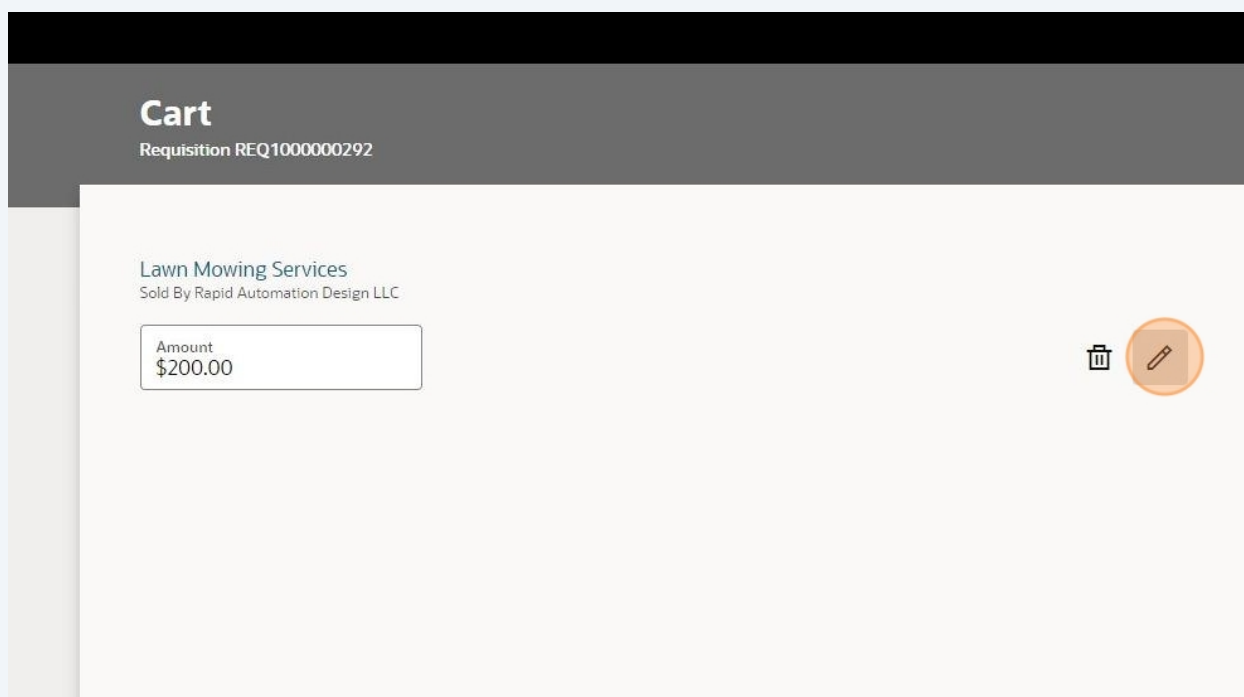 Cart
Requisition REQ1000000292
Lawn Mowing Services
Sold By Rapid Automation Design LLC
Amount
$200.00